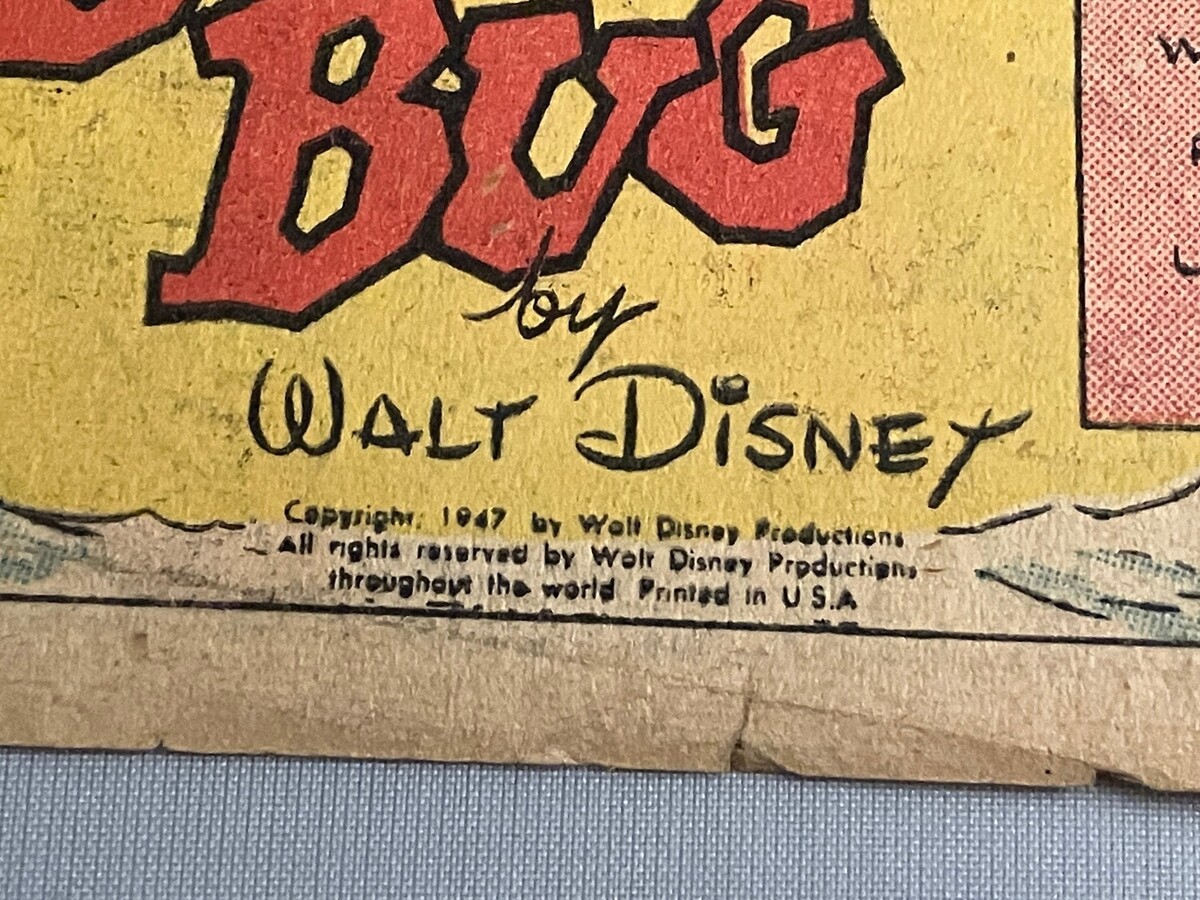 BUG
by
WALT DISNEY
Copyright, 1947 by Walt Disney Productions
All rights reserved by Walt Disney Productions
throughout the world Printed in U S.A